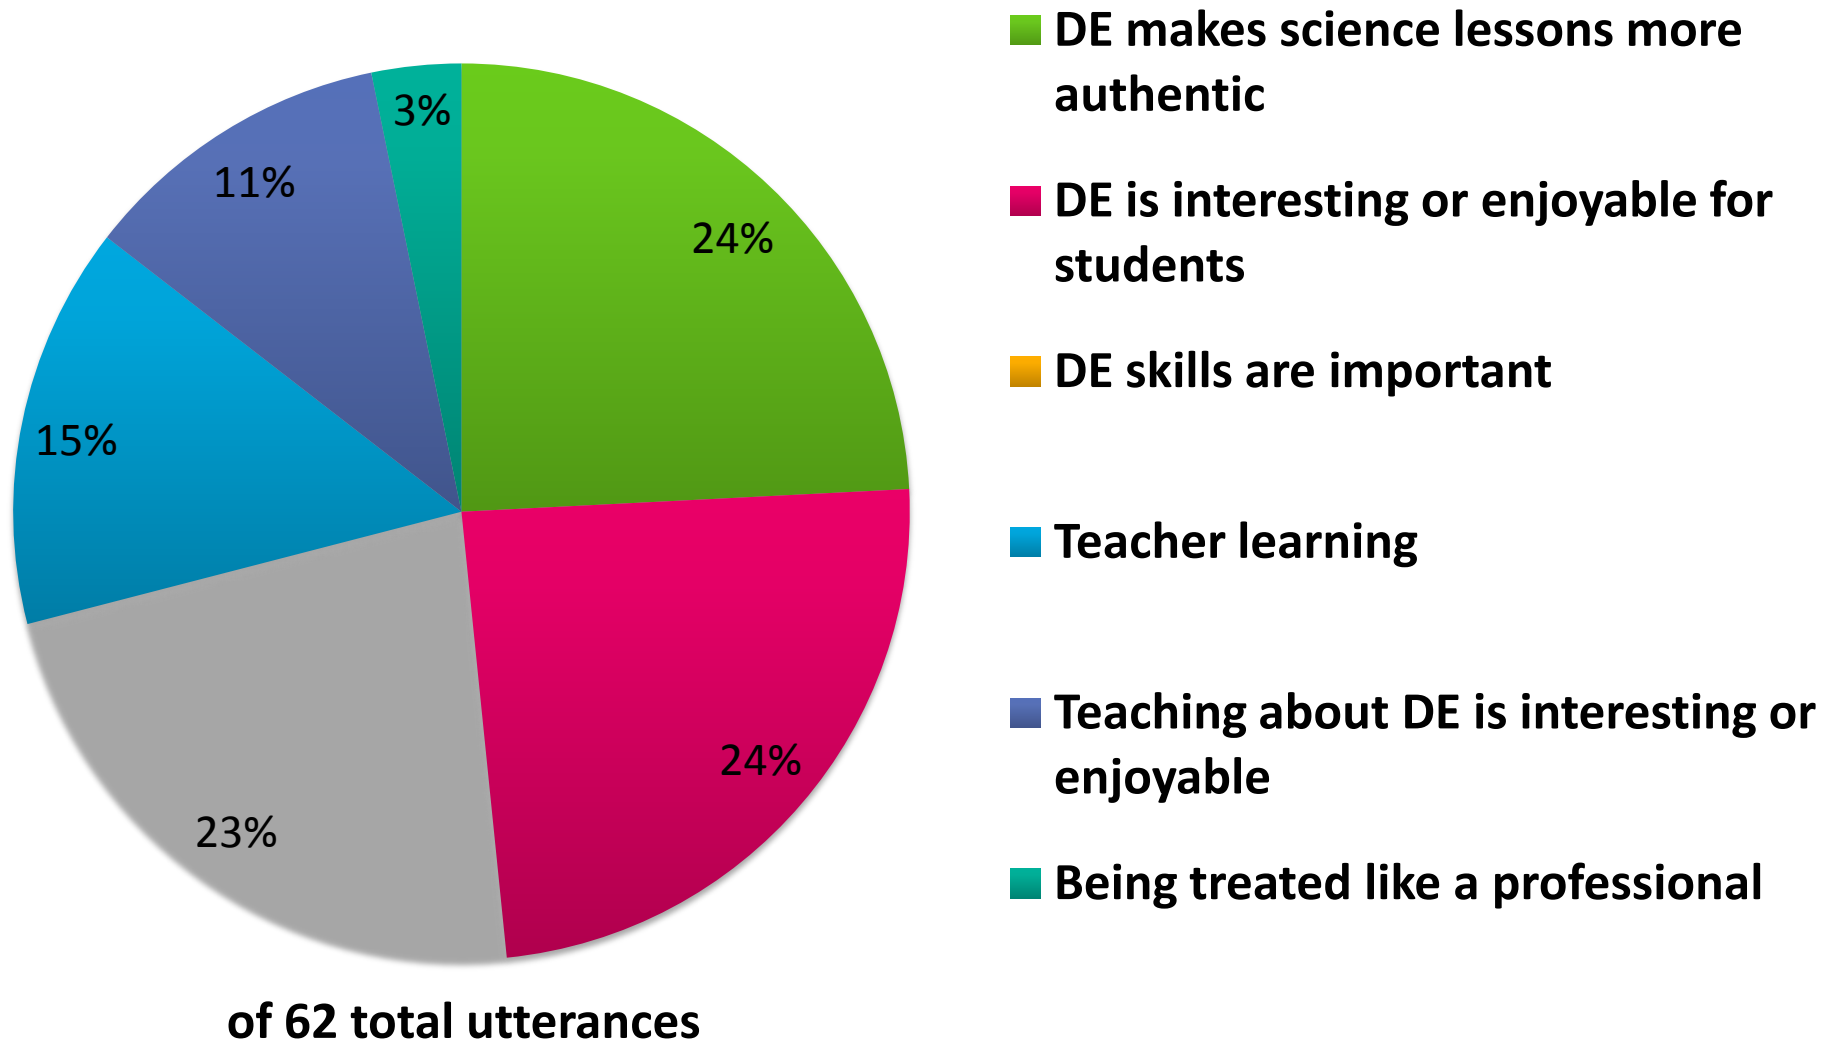 DE makes science lessons more
authentic
DE is interesting or enjoyable for
students
DE skills are important
Teacher learning
Teaching about DE is interesting or
enjoyable
Being treated like a professional
3%
11%
24%
15%
24%
23%
of 62 total utterances